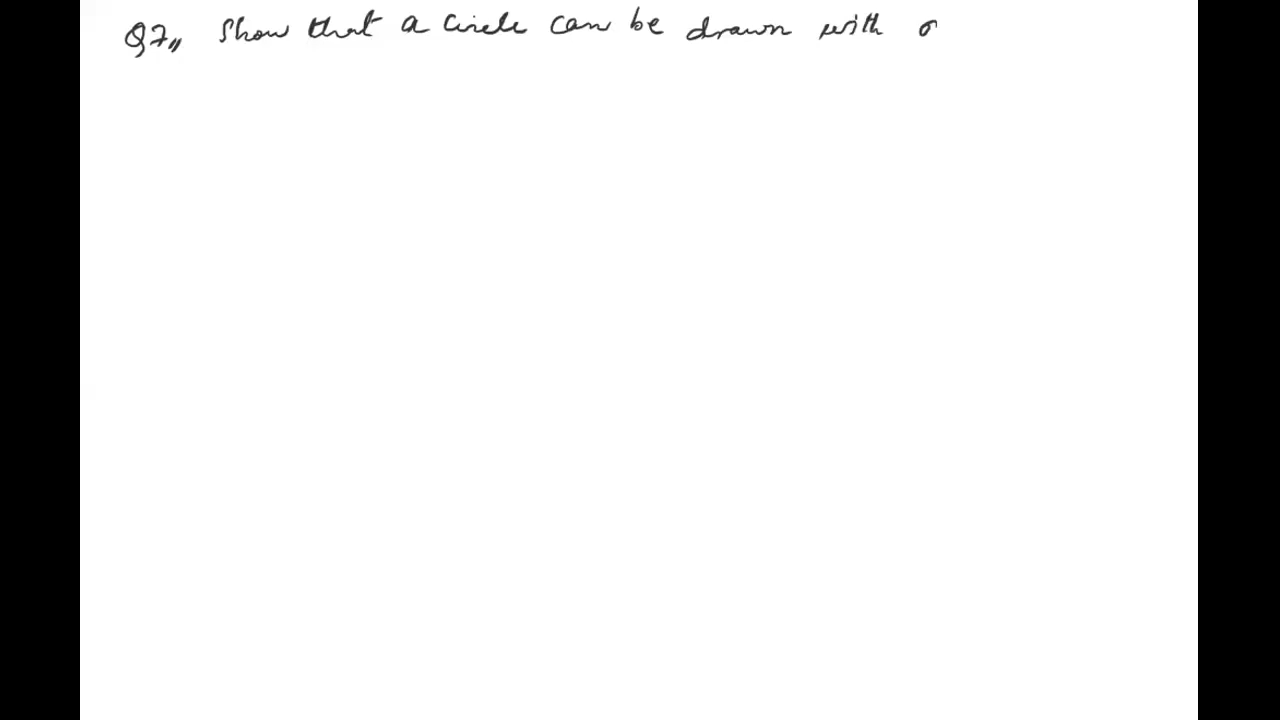 Q7,, Show that a circle can be drawn with